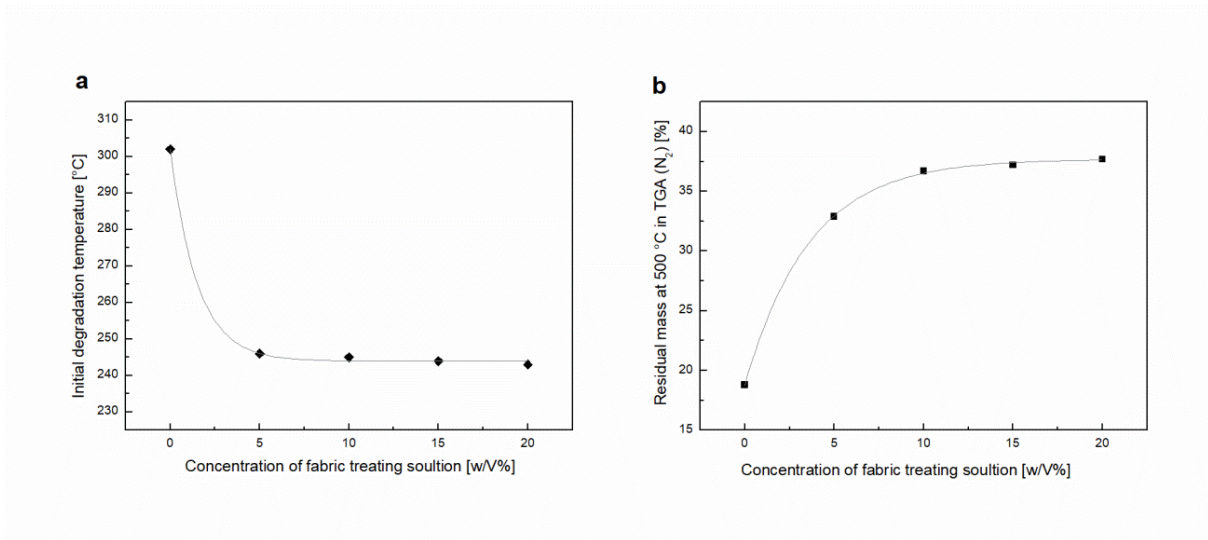 a
310
300
290
280
270
260
250
240
230
Initial degradation temperature [°C]
0 5 10 15 20
Concentration of fabric treating soultion [w/V%]
b
40
35
30
25
20
15
Residual mass at 500 °C in TGA (N₂) [%]
0 5 10 15 20
Concentration of fabric treating soultion [w/V%]